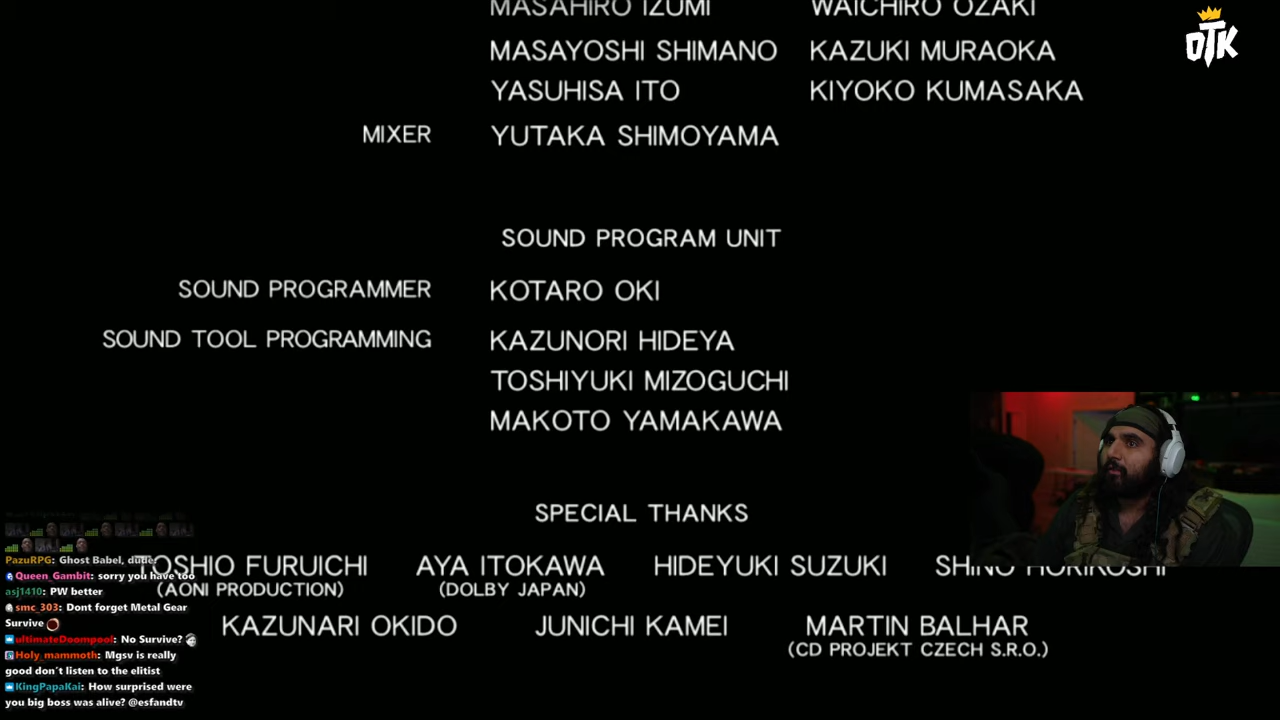 MASAHIRO IZUMI WAICHIRO OZAKI
OTK
MASAYOSHI SHIMANO KAZUKI MURAOKA
YASUHISA ITO KIYOKO KUMASAKA
MIXER YUTAKA SHIMOYAMA
SOUND PROGRAM UNIT
SOUND PROGRAMMER KOTARO OKI
SOUND TOOL PROGRAMMING KAZUNORI HIDEYA
TOSHIYUKI MIZOGUCHI
MAKOTO YAMAKAWA
SPECIAL THANKS
TOSHIO FURUICHI AYA ITOKAWA HIDEYUKI SUZUKI SHINO HORIKOSHI
(AONI PRODUCTION) (DOLBY JAPAN)
KAZUNARI OKIDO JUNICHI KAMEI MARTIN BALHAR
(CD PROJEKT CZECH S.R.O.)
PazuRPG: Ghost Babel, dude
Queen_Gambit: sorry you have too
asj1410: PW better
smc_303: Dont forget Metal Gear
Survive
ultimateDoompool: No Survive?
Holy_mammoth: Mgsv is really
good don't listen to the elitist
KingPapaKai: How surprised were
you big boss was alive? @esfandtv